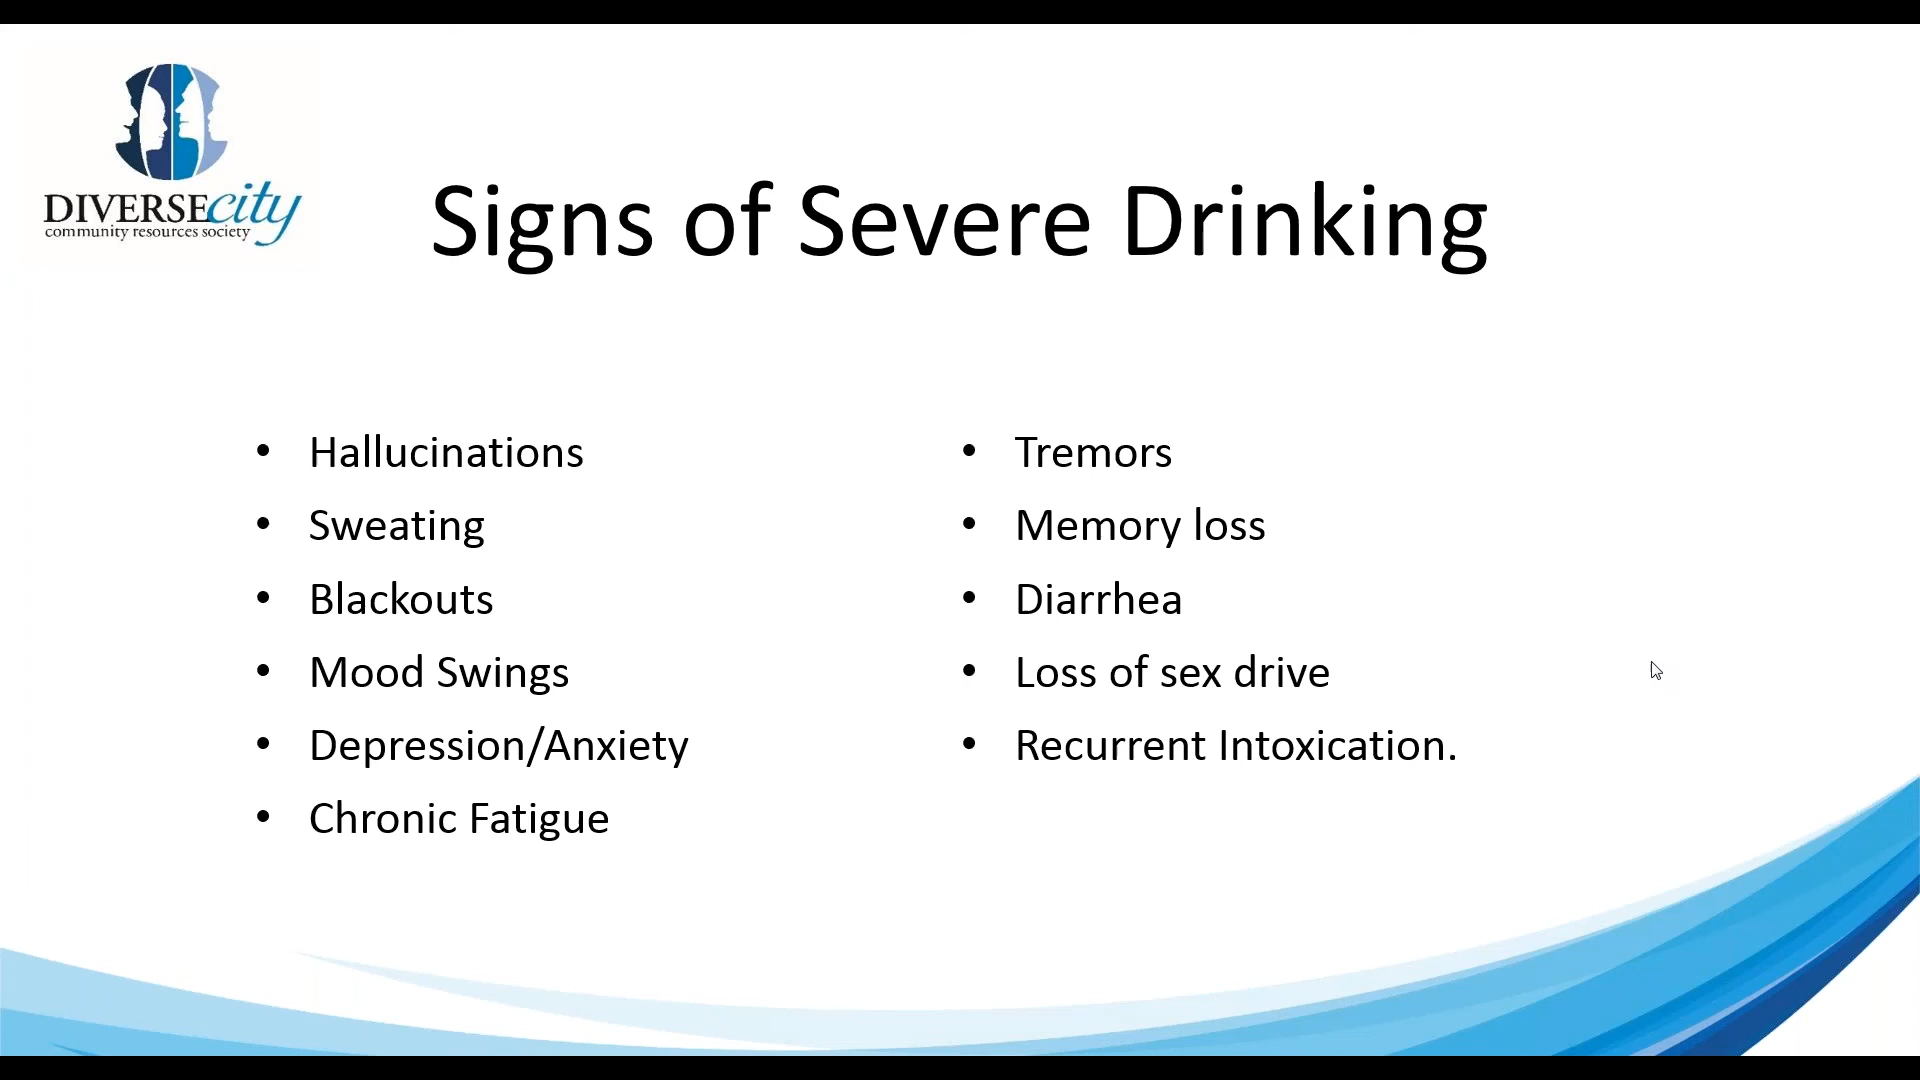 DIVERSEcity
community resources society
Signs of Severe Drinking
• Hallucinations
• Sweating
• Blackouts
• Mood Swings
• Depression/Anxiety
• Chronic Fatigue
• Tremors
• Memory loss
• Diarrhea
• Loss of sex drive
• Recurrent Intoxication.